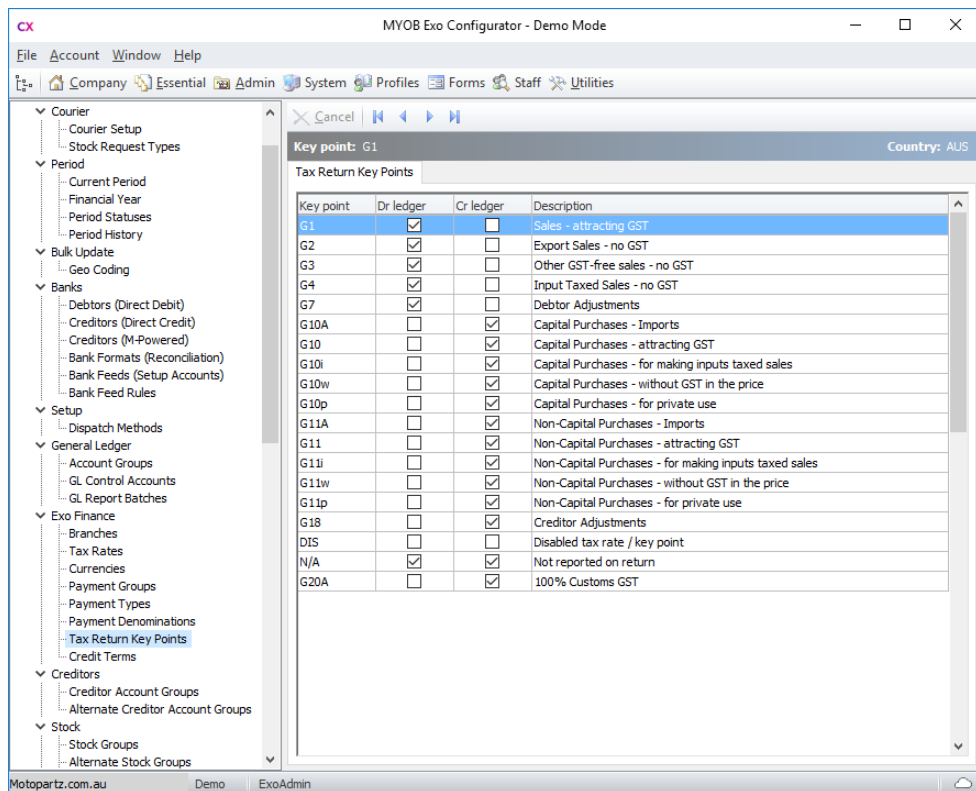 CX MYOB Exo Configurator - Demo Mode
File Account Window Help
Company Essential Admin System Profiles Forms Staff Utilities
Courier
Courier Setup
Stock Request Types
Period
Current Period
Financial Year
Period Statuses
Period History
Bulk Update
Geo Coding
Banks
Debtors (Direct Debit)
Creditors (Direct Credit)
Creditors (M-Powered)
Bank Formats (Reconciliation)
Bank Feeds (Setup Accounts)
Bank Feed Rules
Setup
Dispatch Methods
General Ledger
Account Groups
GL Control Accounts
GL Report Batches
Exo Finance
Branches
Tax Rates
Currencies
Payment Groups
Payment Types
Payment Denominations
Tax Return Key Points
Credit Terms
Creditors
Creditor Account Groups
Alternate Creditor Account Groups
Stock
Stock Groups
Alternate Stock Groups
Cancel
Key point: G1 Country: AUS
Tax Return Key Points
Key point Dr ledger Cr ledger Description
G1 Sales - attracting GST
G2 Export Sales - no GST
G3 Other GST-free sales - no GST
G4 Input Taxed Sales - no GST
G7 Debtor Adjustments
G10A Capital Purchases - Imports
G10 Capital Purchases - attracting GST
G10i Capital Purchases - for making inputs taxed sales
G10w Capital Purchases - without GST in the price
G10p Capital Purchases - for private use
G11A Non-Capital Purchases - Imports
G11 Non-Capital Purchases - attracting GST
G11i Non-Capital Purchases - for making inputs taxed sales
G11w Non-Capital Purchases - without GST in the price
G11p Non-Capital Purchases - for private use
G18 Creditor Adjustments
DIS Disabled tax rate / key point
N/A Not reported on return
G20A 100% Customs GST
Motopartz.com.au Demo ExoAdmin